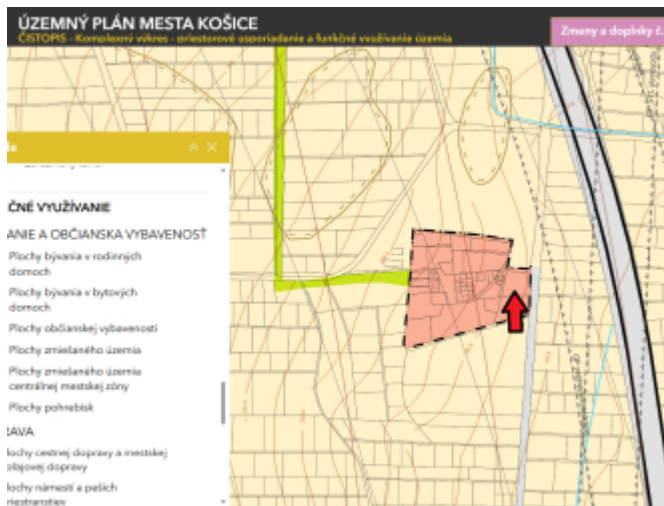 ÚZEMNÝ PLÁN MESTA KOŠICE
ČISTOPIS - Komplexný výkres - priestorové usporiadanie a funkčné využívanie územia
Zmeny a doplnky č.
ČNÉ VYUŽÍVANIE
ANIE A OBČIANSKA VYBAVENOSŤ
Plochy bývania v rodinných
domoch
Plochy bývania v bytových
domoch
Plochy občianskej vybavenosti
Plochy zmiešaného územia
Plochy zmiešaného územia
centrálnej mestskej zóny
Plochy pohrebísk
RAVA
lochy cestnej dopravy a mestskej
oľajovej dopravy
lochy námestí a peších
riestranstiev